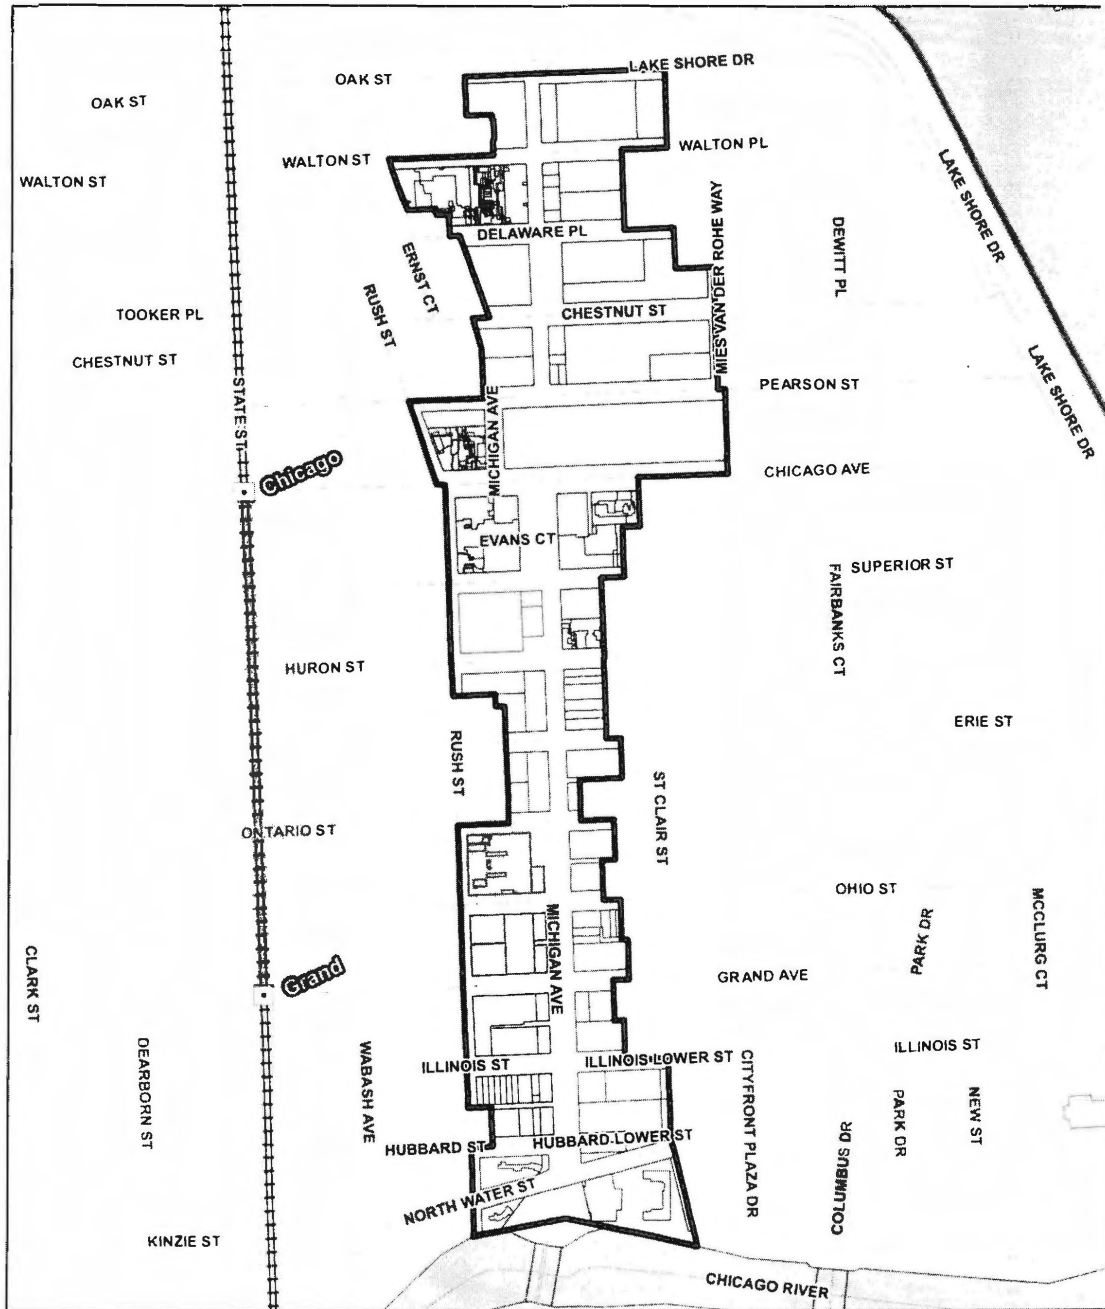 LAKE SHORE DR
OAK ST
OAK ST
WALTON PL
WALTON ST
WALTON ST
LAKE SHORE DR
MIES VAN DER ROHE WAY
DEWITT PL
DELAWARE PL
ERNST CT
RUSH ST
TOOKER PL
CHESTNUT ST
CHESTNUT ST
LAKE SHORE DR
STATE ST
MICHIGAN AVE
PEARSON ST
Chicago
CHICAGO AVE
EVANS CT
SUPERIOR ST
FAIRBANKS CT
HURON ST
ERIE ST
RUSH ST
ST CLAIR ST
ONTARIO ST
OHIO ST
MICHIGAN AVE
PARK DR
MCCLURG CT
CLARK ST
Grand
GRAND AVE
DEARBORN ST
WABASH AVE
ILLINOIS ST
ILLINOIS LOWER ST
ILLINOIS ST
CITYFRONT PLAZA DR
PARK DR
NEW ST
HUBBARD ST
HUBBARD LOWER ST
COLUMBUS DR
NORTH WATER ST
KINZIE ST
CHICAGO RIVER